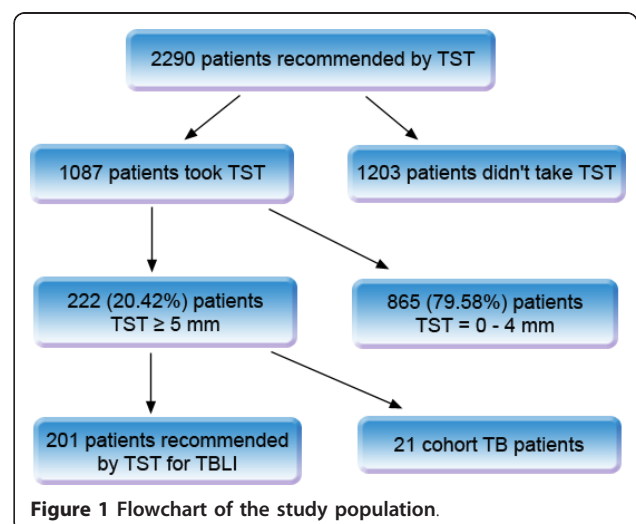 2290 patients recommended by TST
1087 patients took TST
1203 patients didn't take TST
222 (20.42%) patients
TST ≥ 5 mm
865 (79.58%) patients
TST = 0 - 4 mm
201 patients recommended
by TST for TBLI
21 cohort TB patients
Figure 1 Flowchart of the study population.